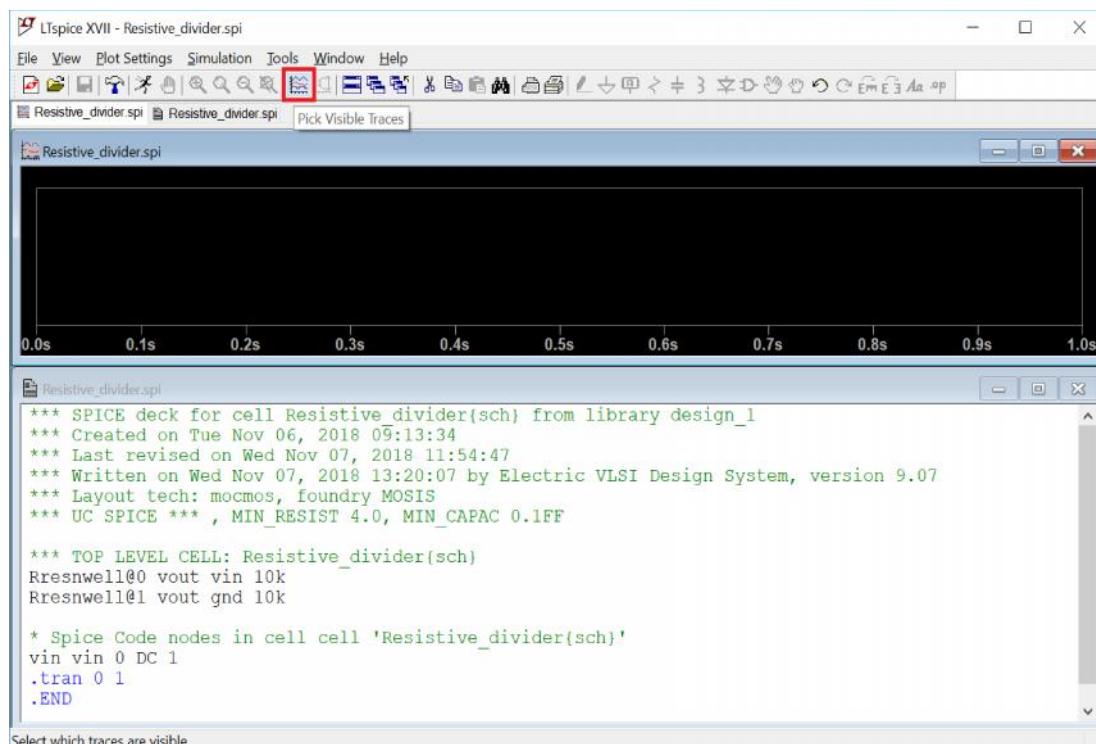 LTspice XVII - Resistive_divider.spi
File View Plot Settings Simulation Tools Window Help
Resistive_divider.spi Resistive_divider.spi
Pick Visible Traces
Resistive_divider.spi
0.0s 0.1s 0.2s 0.3s 0.4s 0.5s 0.6s 0.7s 0.8s 0.9s 1.0s
Resistive_divider.spi
*** SPICE deck for cell Resistive_divider{sch} from library design_1
*** Created on Tue Nov 06, 2018 09:13:34
*** Last revised on Wed Nov 07, 2018 11:54:47
*** Written on Wed Nov 07, 2018 13:20:07 by Electric VLSI Design System, version 9.07
*** Layout tech: mocmos, foundry MOSIS
*** UC SPICE *** , MIN_RESIST 4.0, MIN_CAPAC 0.1FF
*** TOP LEVEL CELL: Resistive_divider{sch}
Rresnwell@0 vout vin 10k
Rresnwell@1 vout gnd 10k
* Spice Code nodes in cell cell 'Resistive_divider{sch}'
vin vin 0 DC 1
.tran 0 1
.END
Select which traces are visible